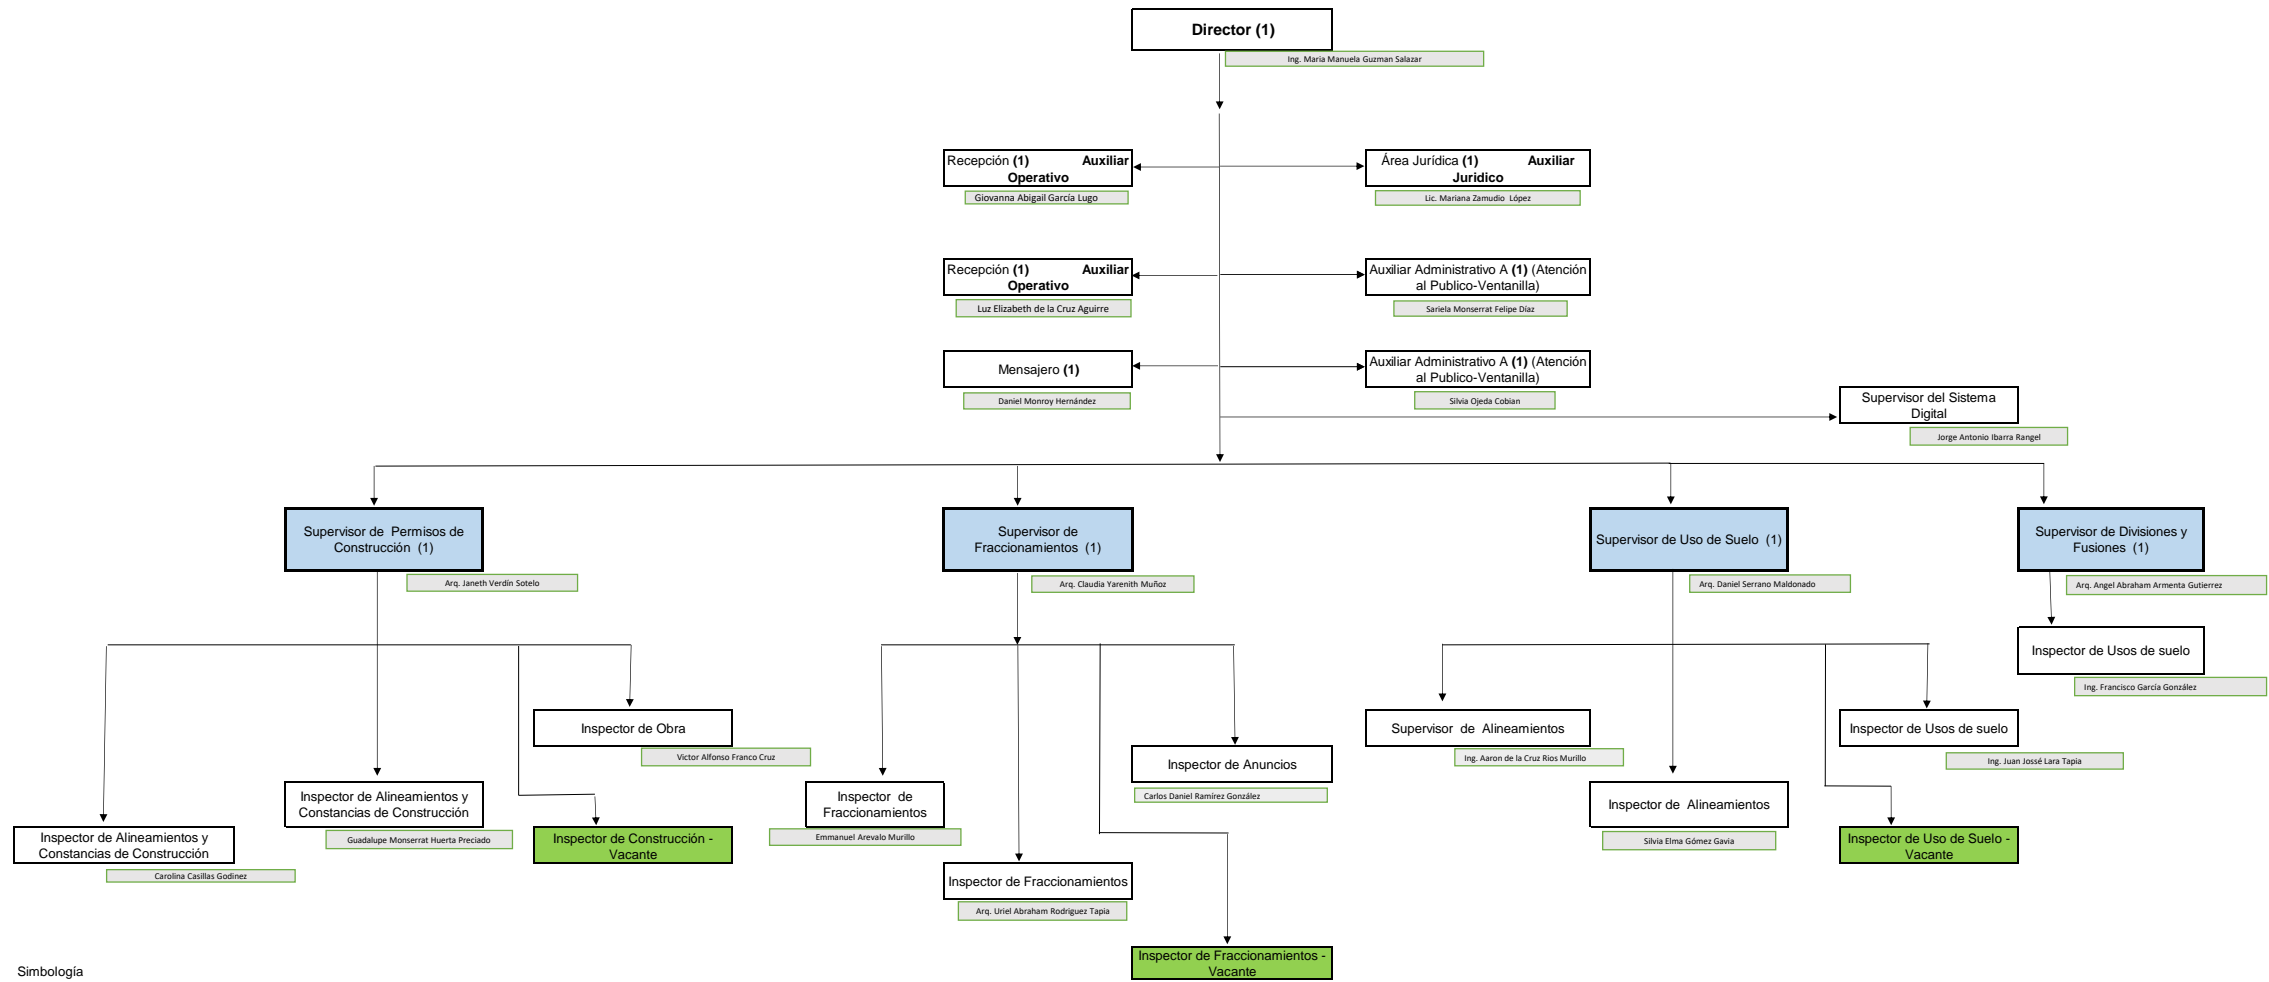 Director (1)
Ing. Maria Manuela Guzman Salazar
Recepción (1) Auxiliar
Operativo
Giovanna Abigail García Lugo
Área Jurídica (1) Auxiliar
Juridico
Lic. Mariana Zamudio López
Recepción (1) Auxiliar
Operativo
Luz Elizabeth de la Cruz Aguirre
Auxiliar Administrativo A (1) (Atención
al Publico-Ventanilla)
Sariela Monserrat Felipe Díaz
Mensajero (1)
Daniel Monroy Hernández
Auxiliar Administrativo A (1) (Atención
al Publico-Ventanilla)
Silvia Ojeda Cobian
Supervisor del Sistema
Digital
Jorge Antonio Ibarra Rangel
Supervisor de Permisos de
Construcción (1)
Arq. Janeth Verdín Sotelo
Supervisor de
Fraccionamientos (1)
Arq. Claudia Yarenith Muñoz
Supervisor de Uso de Suelo (1)
Arq. Daniel Serrano Maldonado
Supervisor de Divisiones y
Fusiones (1)
Arq. Angel Abraham Armenta Gutierrez
Inspector de Usos de suelo
Ing. Francisco García González
Inspector de Obra
Victor Alfonso Franco Cruz
Inspector de Alineamientos y
Constancias de Construcción
Guadalupe Monserrat Huerta Preciado
Inspector de Alineamientos y
Constancias de Construcción
Carolina Casillas Godinez
Inspector de Construcción -
Vacante
Inspector de Anuncios
Carlos Daniel Ramírez González
Inspector de
Fraccionamientos
Emmanuel Arevalo Murillo
Inspector de Fraccionamientos
Arq. Uriel Abraham Rodriguez Tapia
Inspector de Fraccionamientos -
Vacante
Supervisor de Alineamientos
Ing. Aaron de la Cruz Rios Murillo
Inspector de Usos de suelo
Ing. Juan Jossé Lara Tapia
Inspector de Alineamientos
Silvia Elma Gómez Gavia
Inspector de Uso de Suelo -
Vacante
Simbología